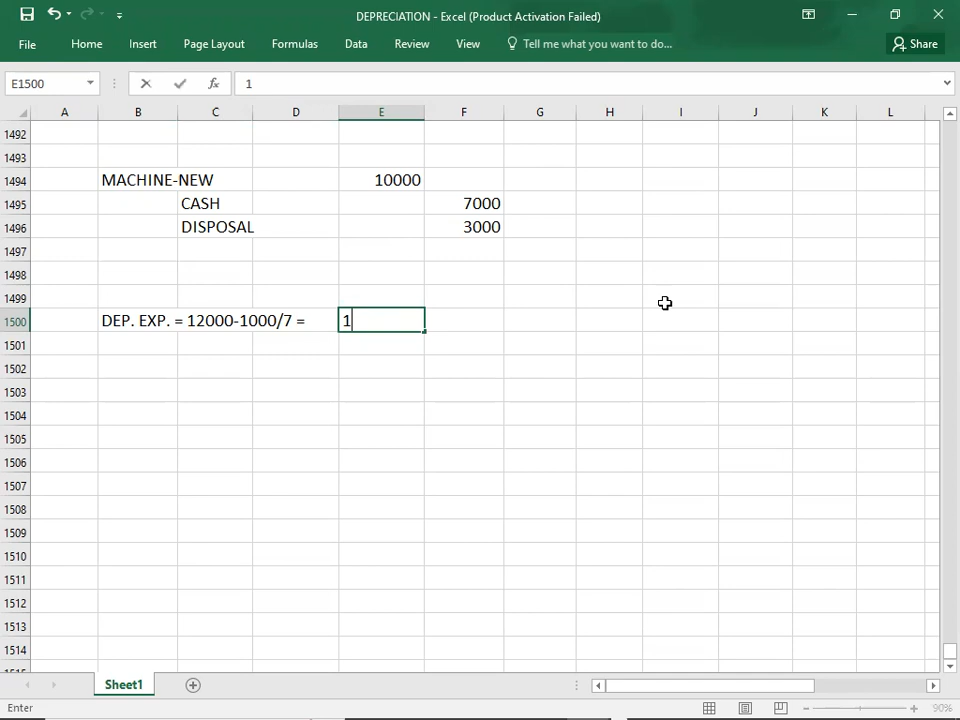 DEPRECIATION - Excel (Product Activation Failed)
File Home Insert Page Layout Formulas Data Review View Tell me what you want to do... Share
E1500 fx 1
A B C D E F G H I J K L
1492
1493
1494 MACHINE-NEW 10000
1495 CASH 7000
1496 DISPOSAL 3000
1497
1498
1499
1500 DEP. EXP. = 12000-1000/7 = 1
1501
1502
1503
1504
1505
1506
1507
1508
1509
1510
1511
1512
1513
1514
Sheet1
Enter 90%